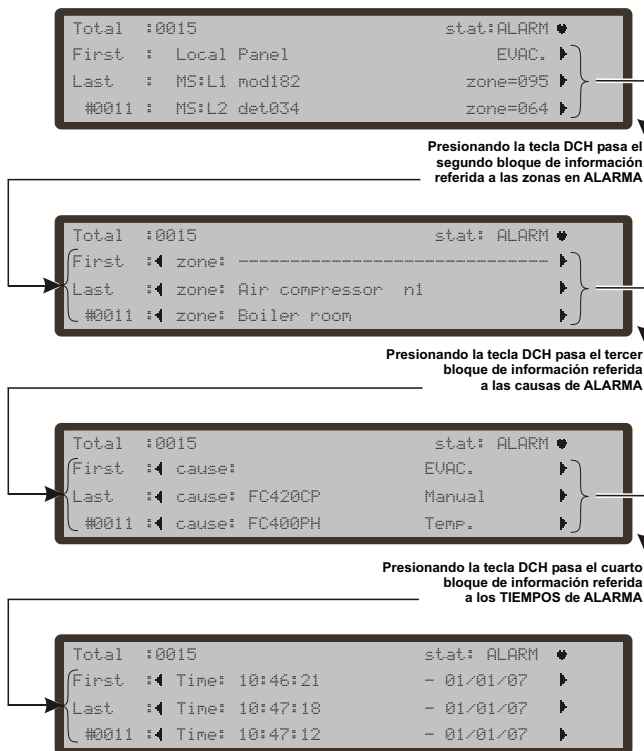 Total :0015 stat:ALARM
First : Local Panel EVAC.
Last : MS:L1 mod182 zone=095
#0011 : MS:L2 det034 zone=064
Presionando la tecla DCH pasa el
segundo bloque de información
referida a las zonas en ALARMA
Total :0015 stat: ALARM
First : zone: --------------------------------
Last : zone: Air compressor n1
#0011 : zone: Boiler room
Presionando la tecla DCH pasa el tercer
bloque de información referida
a las causas de ALARMA
Total :0015 stat: ALARM
First : cause: EVAC.
Last : cause: FC420CP Manual
#0011 : cause: FC400PH Temp.
Presionando la tecla DCH pasa el cuarto
bloque de información referida
a los TIEMPOS de ALARMA
Total :0015 stat: ALARM
First : Time: 10:46:21 - 01/01/07
Last : Time: 10:47:18 - 01/01/07
#0011 : Time: 10:47:12 - 01/01/07